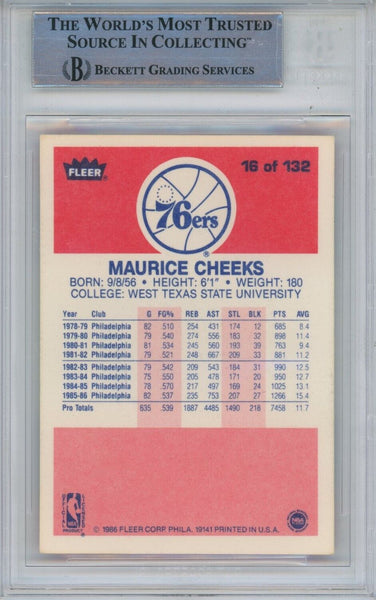 THE WORLD'S MOST TRUSTED
SOURCE IN COLLECTING™
B BECKETT GRADING SERVICES
FLEER®
16 of 132
76ers®
MAURICE CHEEKS
BORN: 9/8/56 • HEIGHT: 6'1" • WEIGHT: 180
COLLEGE: WEST TEXAS STATE UNIVERSITY
Year Club G FG% REB AST STL BLK PTS AVG
1978-79 Philadelphia 82 .510 254 431 174 12 685 8.4
1979-80 Philadelphia 79 .540 274 556 183 32 898 11.4
1980-81 Philadelphia 81 .534 245 560 193 39 763 9.4
1981-82 Philadelphia 79 .521 248 667 209 33 881 11.2
1982-83 Philadelphia 79 .542 209 543 184 31 990 12.5
1983-84 Philadelphia 75 .550 205 478 171 20 950 12.7
1984-85 Philadelphia 78 .570 217 497 169 24 1025 13.1
1985-86 Philadelphia 82 .537 235 753 207 27 1266 15.4
Pro Totals 635 .539 1887 4485 1490 218 7458 11.7
© 1986 FLEER CORP. PHILA. 19141 PRINTED IN U.S.A.